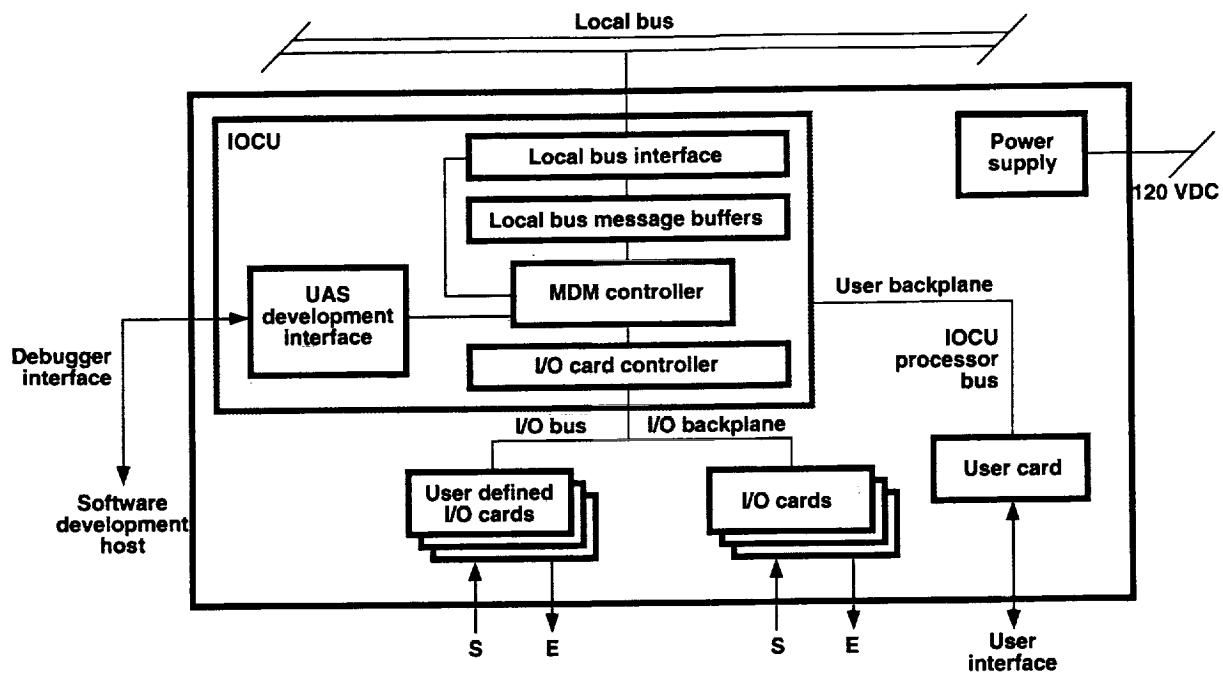 Local bus
IOCU
Local bus interface
Power
supply
120 VDC
Local bus message buffers
UAS
development
interface
MDM controller
User backplane
Debugger
interface
I/O card controller
IOCU
processor
bus
I/O bus
I/O backplane
Software
development
host
User defined
I/O cards
I/O cards
User card
S
E
S
E
User
interface